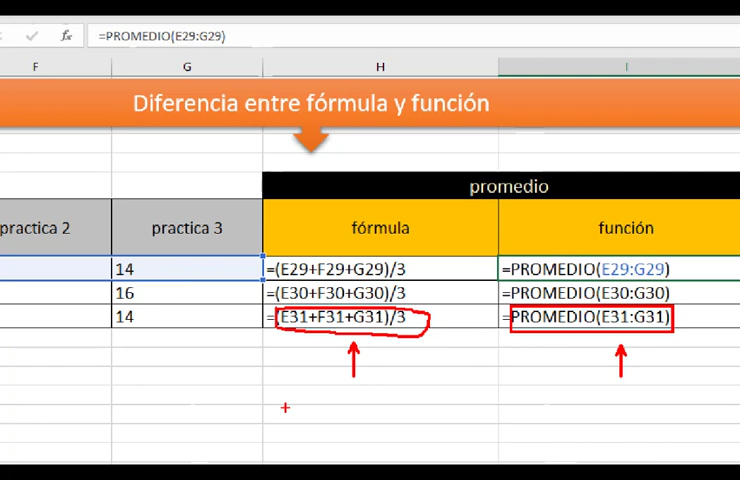 fx =PROMEDIO(E29:G29)
F G H I
Diferencia entre fórmula y función
promedio
practica 2 practica 3 fórmula función
14 =(E29+F29+G29)/3 =PROMEDIO(E29:G29)
16 =(E30+F30+G30)/3 =PROMEDIO(E30:G30)
14 =(E31+F31+G31)/3 =PROMEDIO(E31:G31)